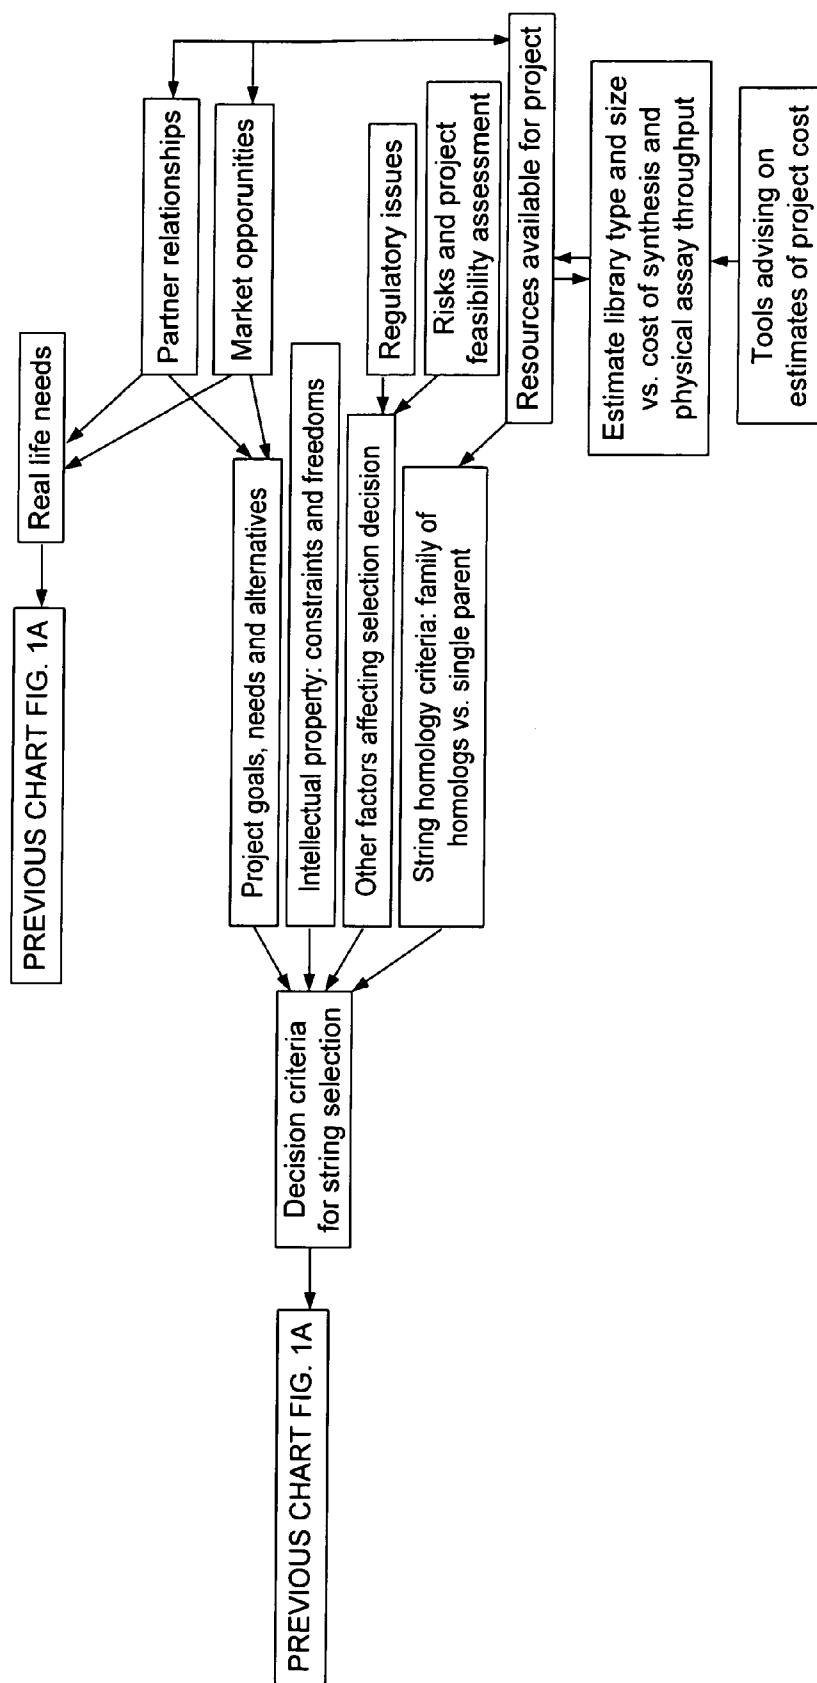 PREVIOUS CHART FIG. 1A
Real life needs
Partner relationships
Market opporunities
Project goals, needs and alternatives
Intellectual property: constraints and freedoms
Regulatory issues
Other factors affecting selection decision
Risks and project
feasibility assessment
String homology criteria: family of
homologs vs. single parent
Resources available for project
Decision criteria
for string selection
PREVIOUS CHART FIG. 1A
Estimate library type and size
vs. cost of synthesis and
physical assay throughput
Tools advising on
estimates of project cost